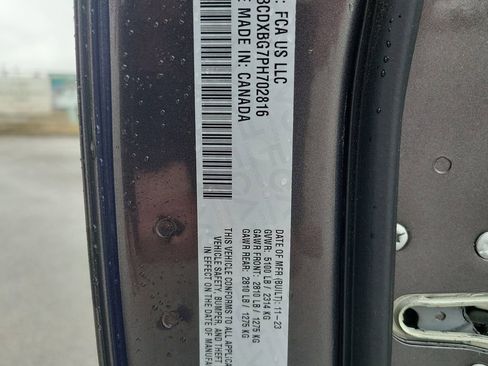 : FCA US LLC
CDXBG7PH702816
E MADE IN: CANADA
DATE OF MFR (BUILT): 11-23
GVWR: 5100 LB / 2314 KG
GAWR FRONT: 2810 LB / 1275 KG
GAWR REAR: 2810 LB / 1275 KG
THIS VEHICLE CONFORMS TO ALL APPLICA
VEHICLE SAFETY, BUMPER, AND THEFT
IN EFFECT ON THE DATE OF MANUFA